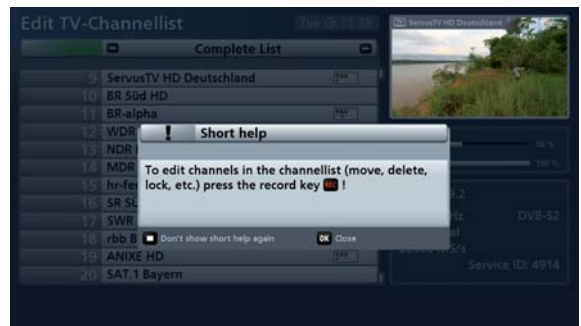 Edit TV-Channellist
Complete List
ServusTV HD Deutschland
9 ServusTV HD Deutschland
10 BR Süd HD
11 BR-alpha
12 WDR
13 NDR
14 MDR
15 hr-fe
16 SR SÜ
17 SWR
18 rbb B
19 ANIXE HD
20 SAT.1 Bayern
! Short help
To edit channels in the channellist (move, delete,
lock, etc.) press the record key REC !
Don't show short help again OK Close
100 %
DVB-S2
Service ID: 4914